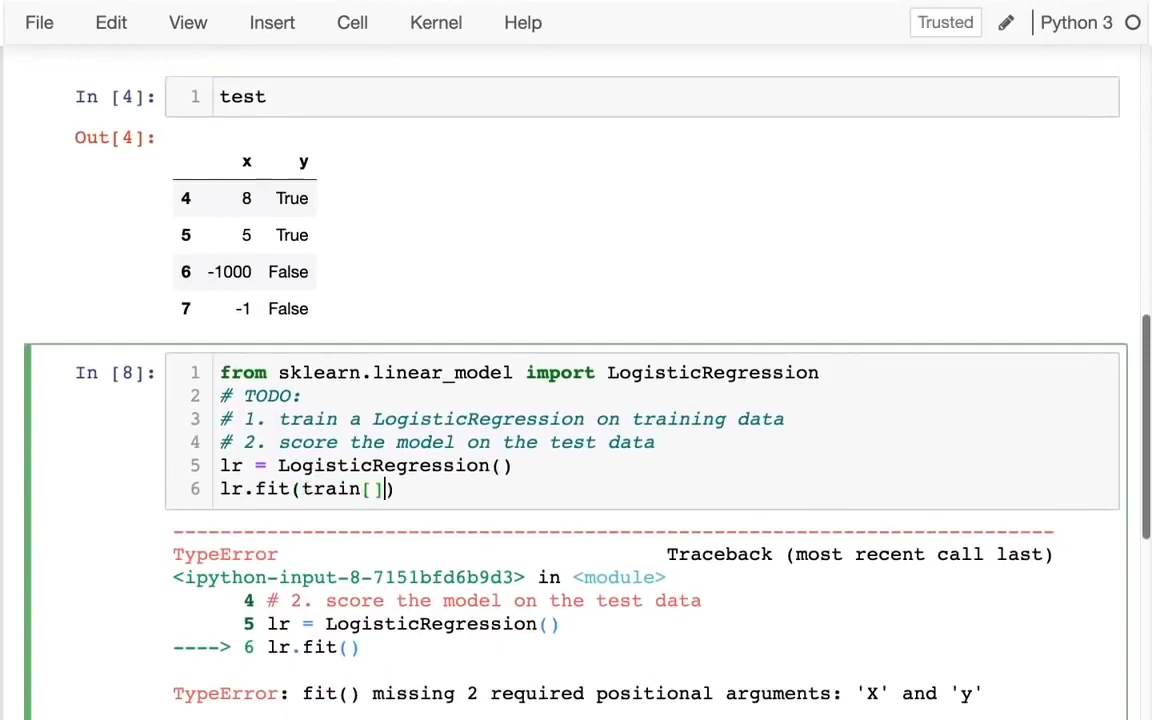 File Edit View Insert Cell Kernel Help Trusted Python 3
In [4]: 1 test
Out[4]:
x y
4 8 True
5 5 True
6 -1000 False
7 -1 False
In [8]: 1 from sklearn.linear_model import LogisticRegression
2 # TODO:
3 # 1. train a LogisticRegression on training data
4 # 2. score the model on the test data
5 lr = LogisticRegression()
6 lr.fit(train[])
---------------------------------------------------------------------------
TypeError Traceback (most recent call last)
<ipython-input-8-7151bfd6b9d3> in <module>
4 # 2. score the model on the test data
5 lr = LogisticRegression()
----> 6 lr.fit()
TypeError: fit() missing 2 required positional arguments: 'X' and 'y'